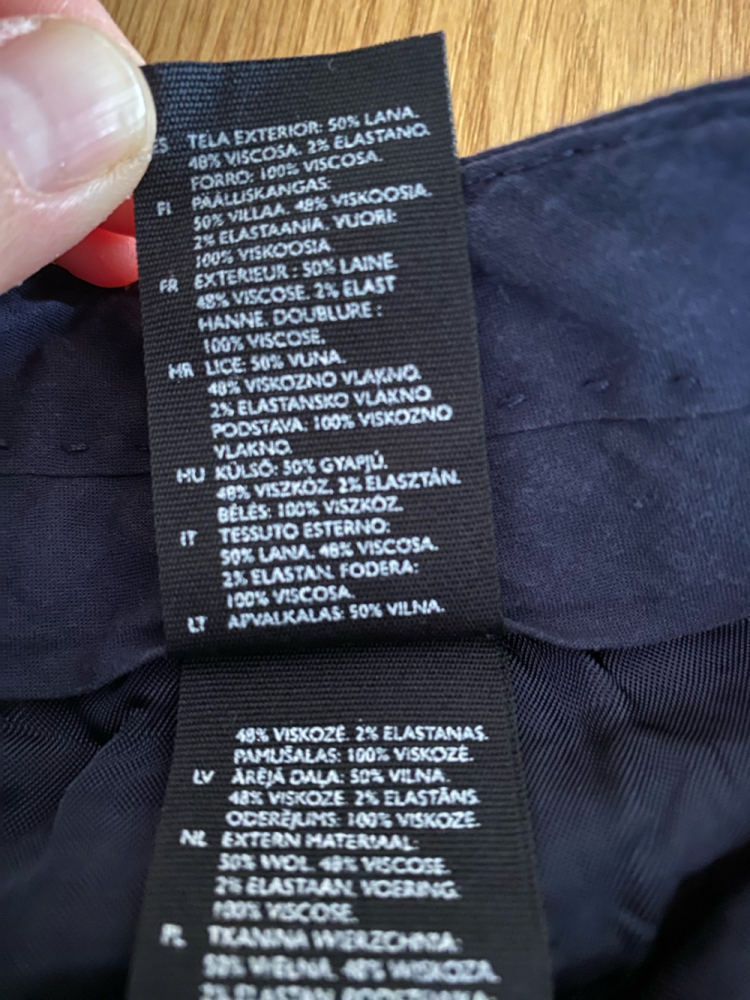 ES TELA EXTERIOR: 50% LANA.
48% VISCOSA. 2% ELASTANO.
FORRO: 100% VISCOSA.
FI PÄÄLLISKANGAS:
50% VILLAA. 48% VISKOOSIA.
2% ELASTAANIA. VUORI:
100% VISKOOSIA
FR EXTERIEUR : 50% LAINE
48% VISCOSE. 2% ELAST
HANNE. DOUBLURE :
100% VISCOSE.
HR LICE: 50% VUNA.
48% VISKOZNO VLAKNO.
2% ELASTANSKO VLAKNO
PODSTAVA: 100% VISKOZNO
VLAKNO.
HU KÜLSŐ: 50% GYAPJÚ.
48% VISZKÓZ. 2% ELASZTÁN.
BÉLÉS: 100% VISZKÓZ.
IT TESSUTO ESTERNO:
50% LANA. 48% VISCOSA.
2% ELASTAN. FODERA:
100% VISCOSA.
LT APVALKALAS: 50% VILNA.
48% VISKOZĖ. 2% ELASTANAS.
PAMUŠALAS: 100% VISKOZĖ.
LV ĀRĒJĀ DAĻA: 50% VILNA.
48% VISKOZE. 2% ELASTĀNS.
ODERĒJUMS: 100% VISKOZE.
NL EXTERN MATERIAAL:
50% WOL. 48% VISCOSE.
2% ELASTAAN. VOERING:
100% VISCOSE.
PL TKANINA WIERZCHNIA:
50% WEŁNA. 48% WISKOZA.
2% ELASTAN. PODSZEWKA: